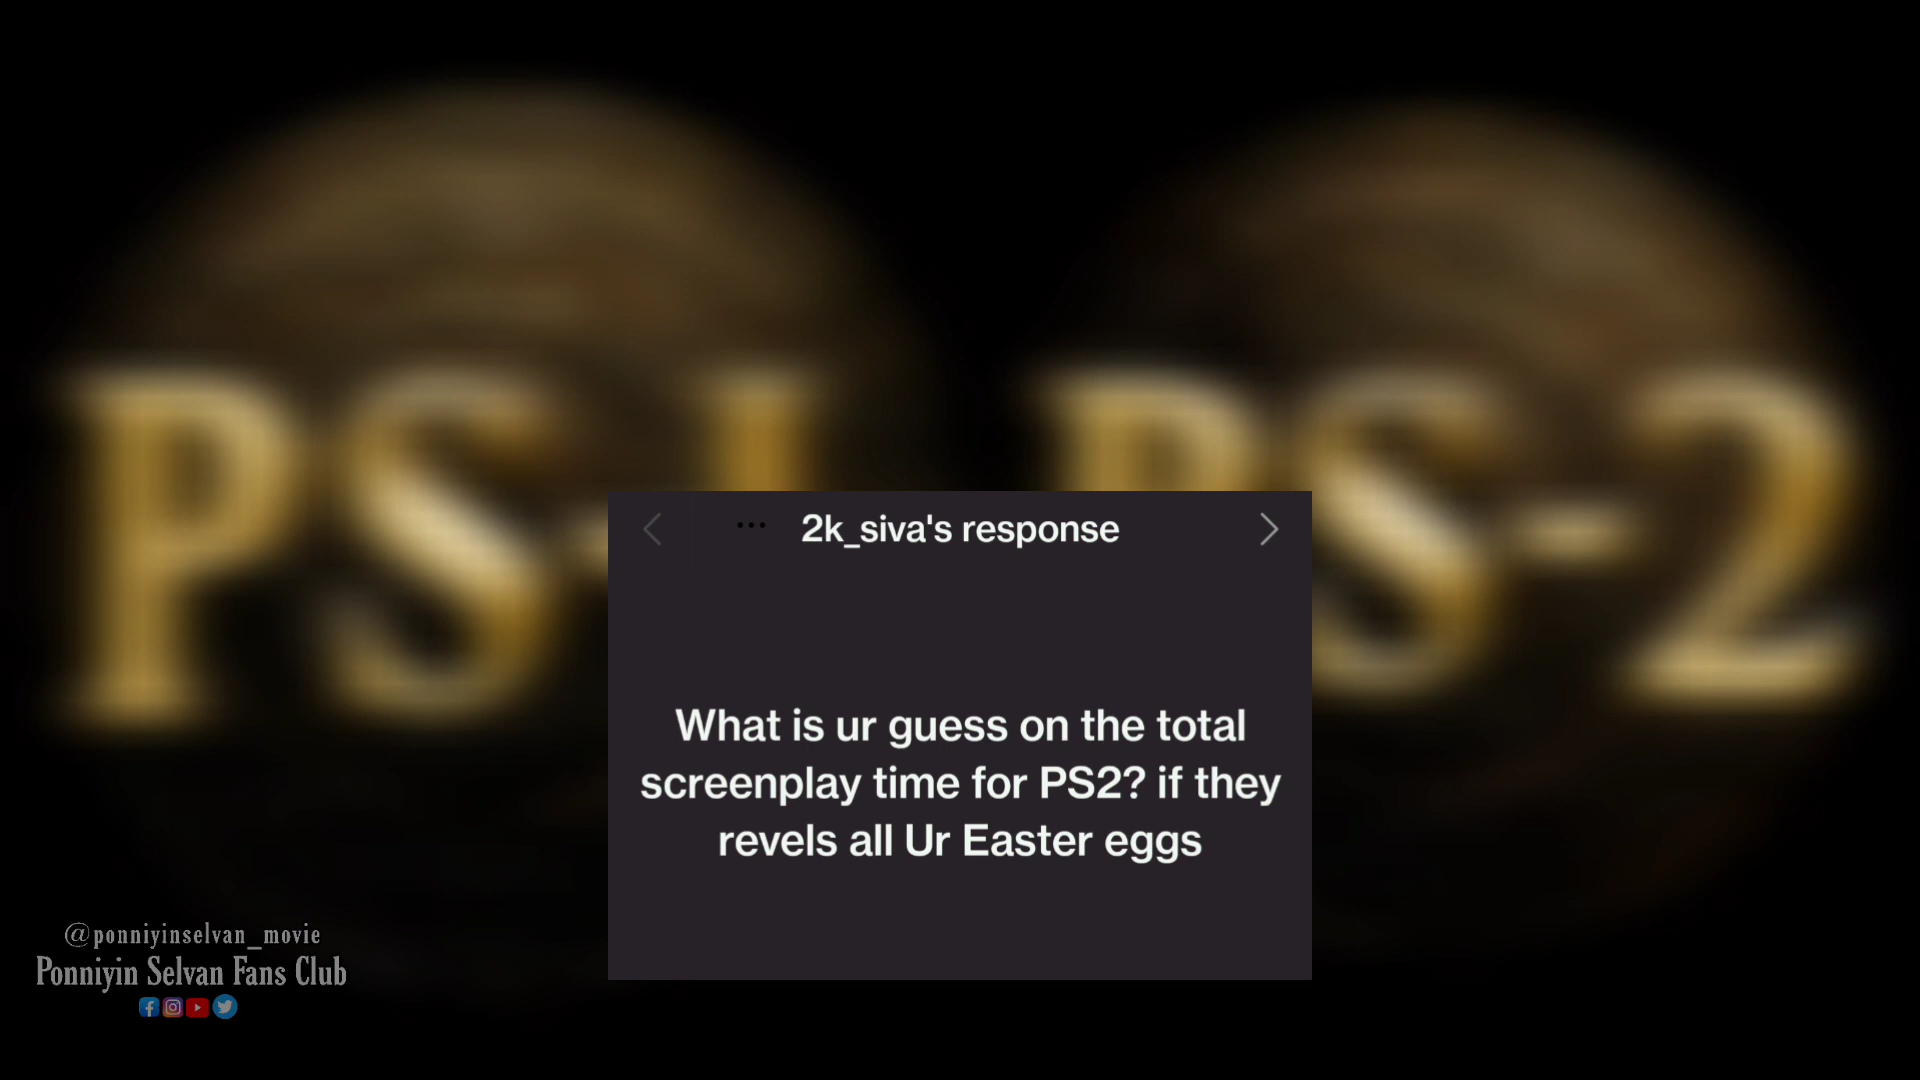 PS-1 PS-2
... 2k_siva's response
What is ur guess on the total
screenplay time for PS2? if they
revels all Ur Easter eggs
@ponniyinselvan_movie
Ponniyin Selvan Fans Club